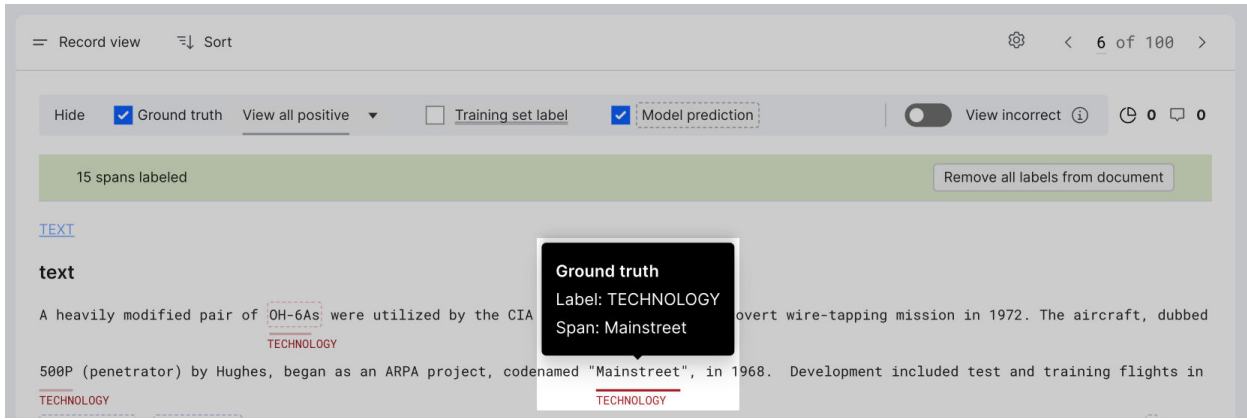 Record view Sort 6 of 100
Hide Ground truth View all positive Training set label Model prediction View incorrect 0 0
15 spans labeled Remove all labels from document
TEXT
text
Ground truth
Label: TECHNOLOGY
Span: Mainstreet
A heavily modified pair of OH-6As were utilized by the CIA overt wire-tapping mission in 1972. The aircraft, dubbed
TECHNOLOGY
500P (penetrator) by Hughes, began as an ARPA project, codenamed "Mainstreet", in 1968. Development included test and training flights in
TECHNOLOGY TECHNOLOGY